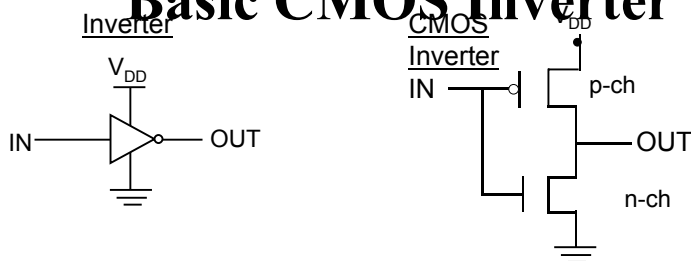 Basic CMOS Inverter
Inverter
V_DD
IN
OUT
CMOS
Inverter
V_DD
IN
p-ch
OUT
n-ch